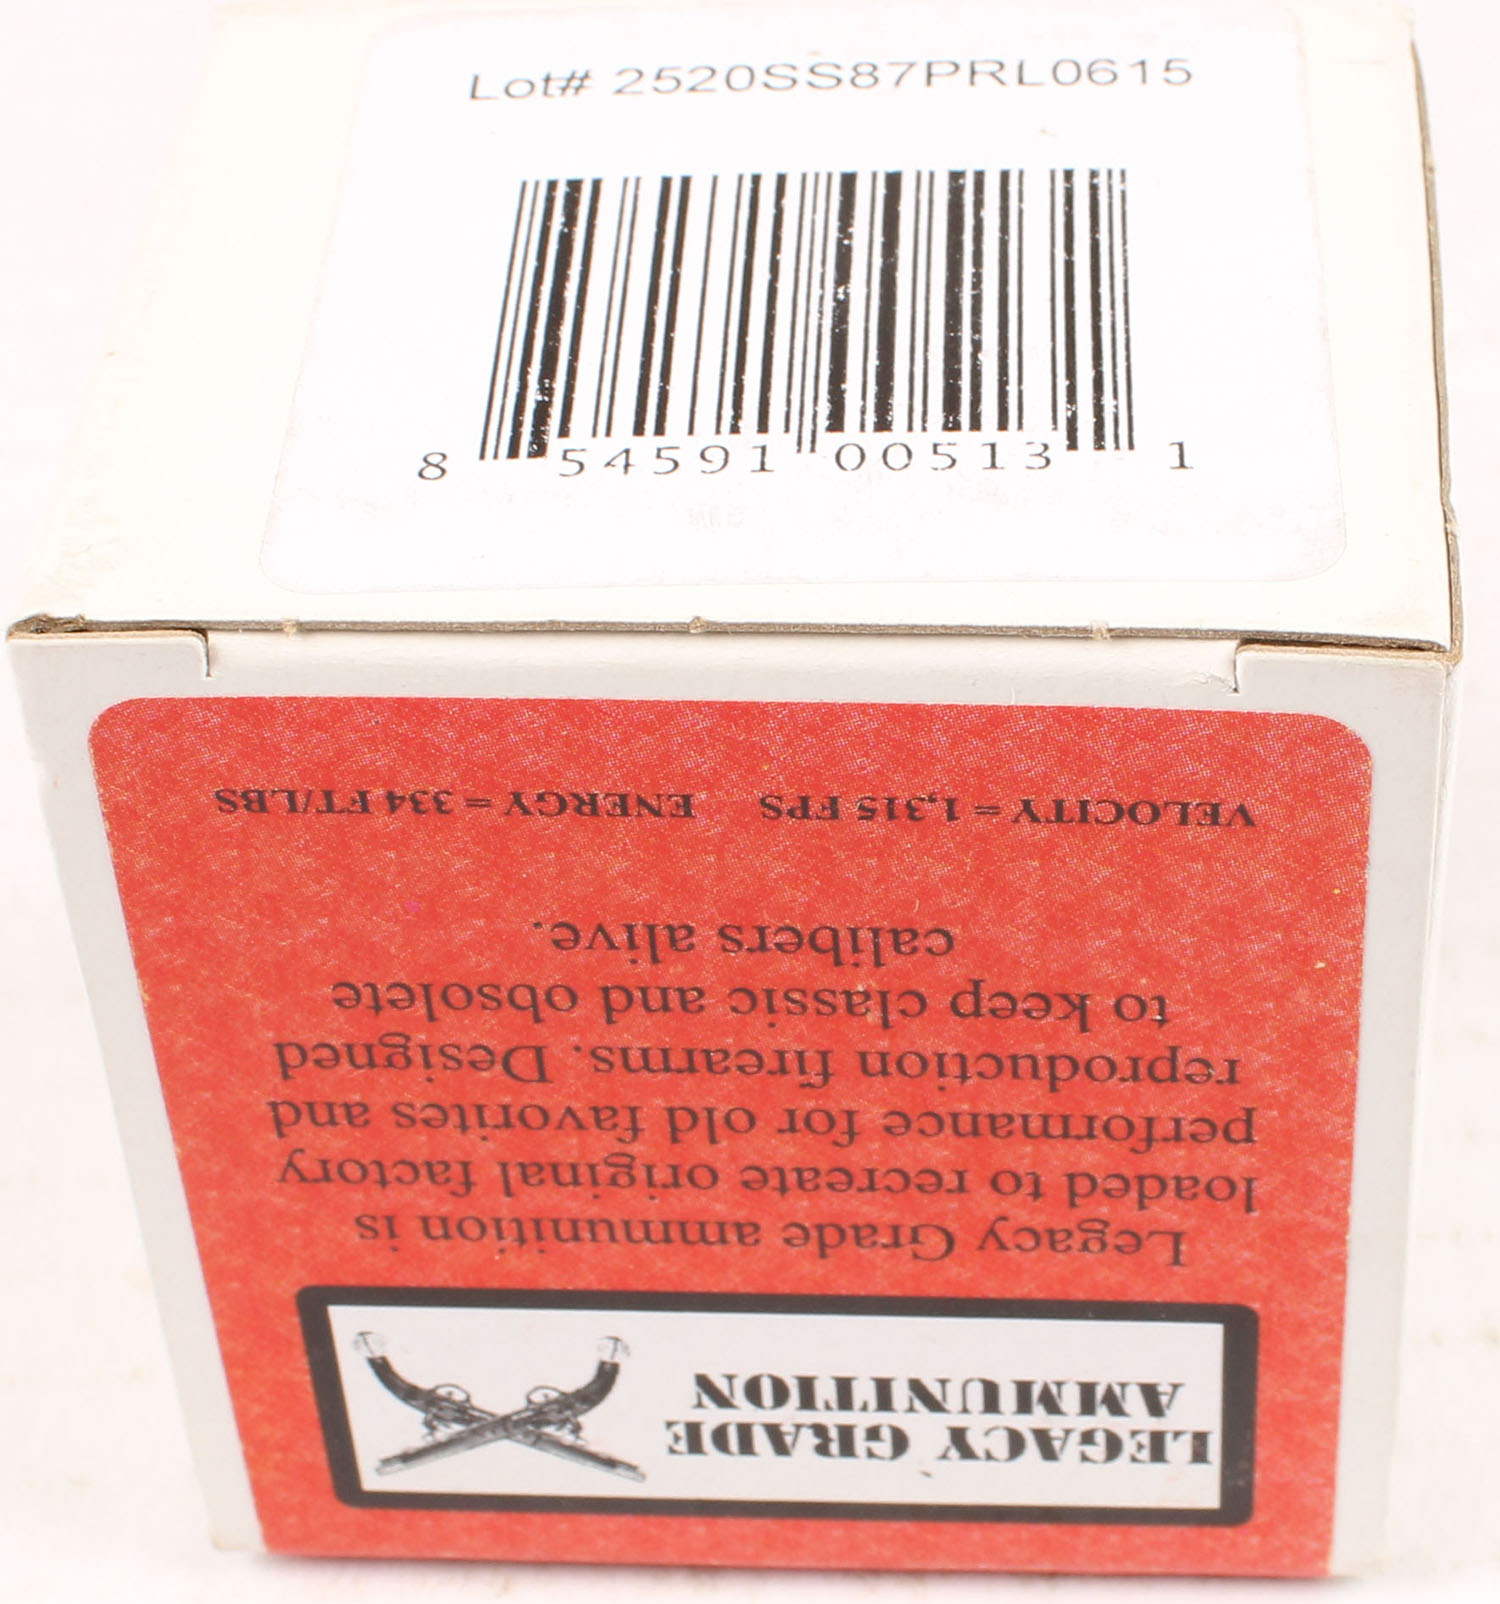 Lot# 2520SS87PRL0615
8 54591 00513 1
LEGACY GRADE
AMMUNITION
Legacy Grade ammunition is
loaded to recreate original factory
performance for old favorites and
reproduction firearms. Designed
to keep classic and obsolete
calibers alive.
VELOCITY = 1,315 FPS ENERGY = 334 FT/LBS